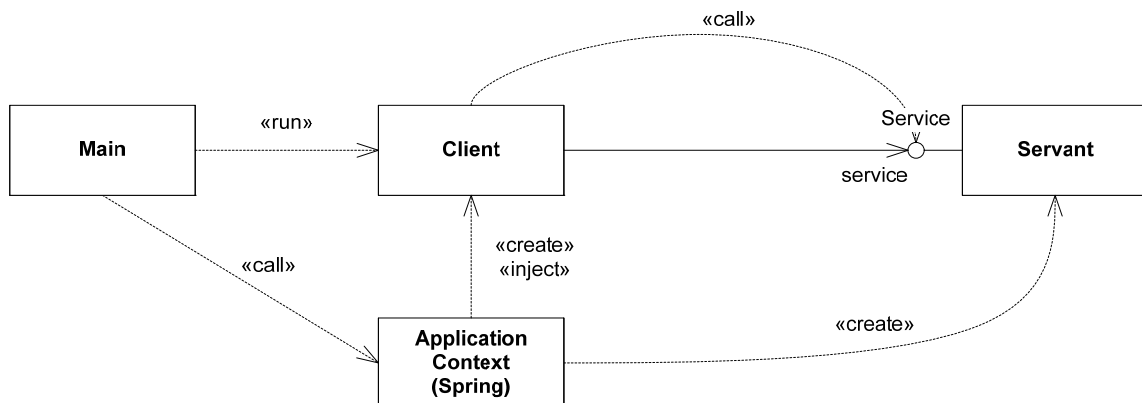 «call»
Service
«run»
Main
Client
Servant
service
«create»
«inject»
«call»
«create»
Application
Context
(Spring)